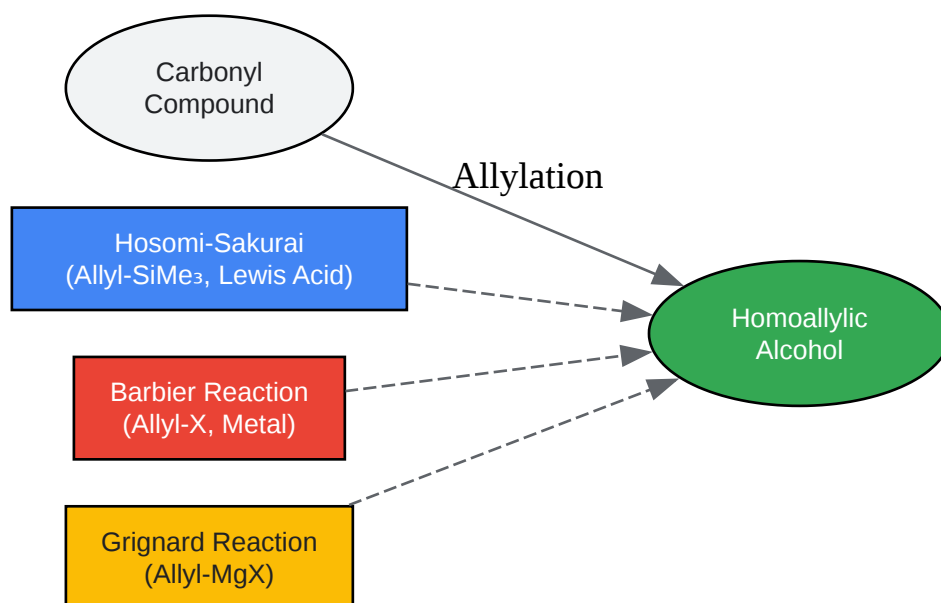 Carbonyl
Compound
Allylation
Hosomi-Sakurai
(Allyl-SiMe₃, Lewis Acid)
Homoallylic
Alcohol
Barbier Reaction
(Allyl-X, Metal)
Grignard Reaction
(Allyl-MgX)